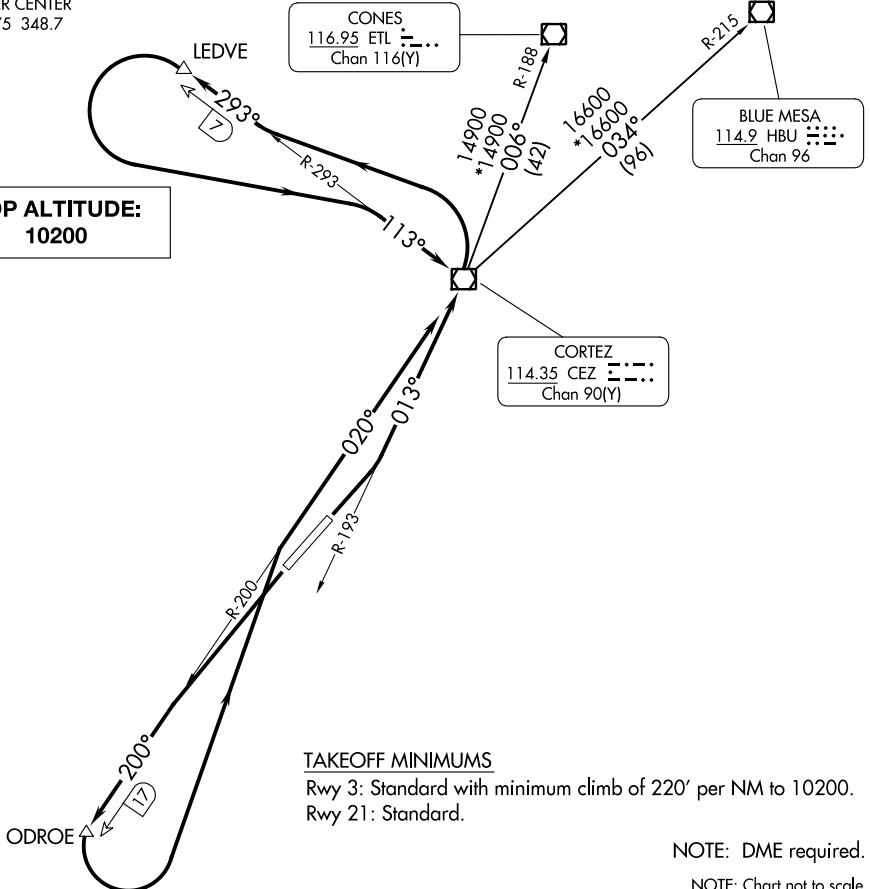 348.7
LEDVE
CONES
116.95 ETL
Chan 116(Y)
R-188
R-215
BLUE MESA
114.9 HBU
Chan 96
14900
*14900
006°
(42)
16600
*16600
034°
(96)
293°
7
R-293
113°
ALTITUDE:
10200
CORTEZ
114.35 CEZ
Chan 90(Y)
020°
013°
R-193
R-200
200°
17
ODROE
TAKEOFF MINIMUMS
Rwy 3: Standard with minimum climb of 220' per NM to 10200.
Rwy 21: Standard.
NOTE: DME required.
NOTE: Chart not to scale